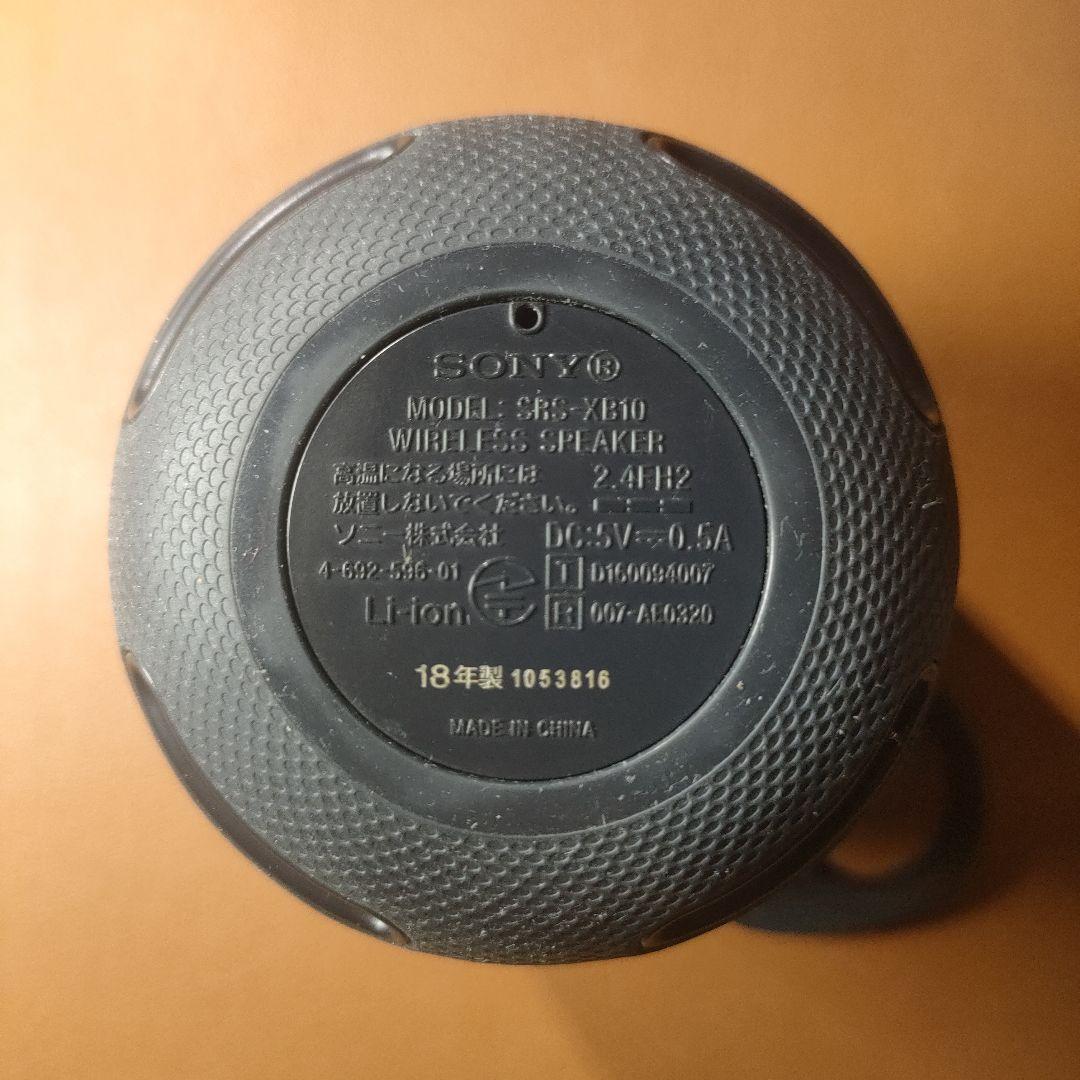 SONY®
MODEL: SRS-XB10
WIRELESS SPEAKER
高温になる場所には 2.4FH2
放置しないでください。
ソニー株式会社 DC:5V⎓0.5A
4-692-596-01 T D160094007
Li-ion R 007-AE0320
18年製 1053816
MADE IN CHINA